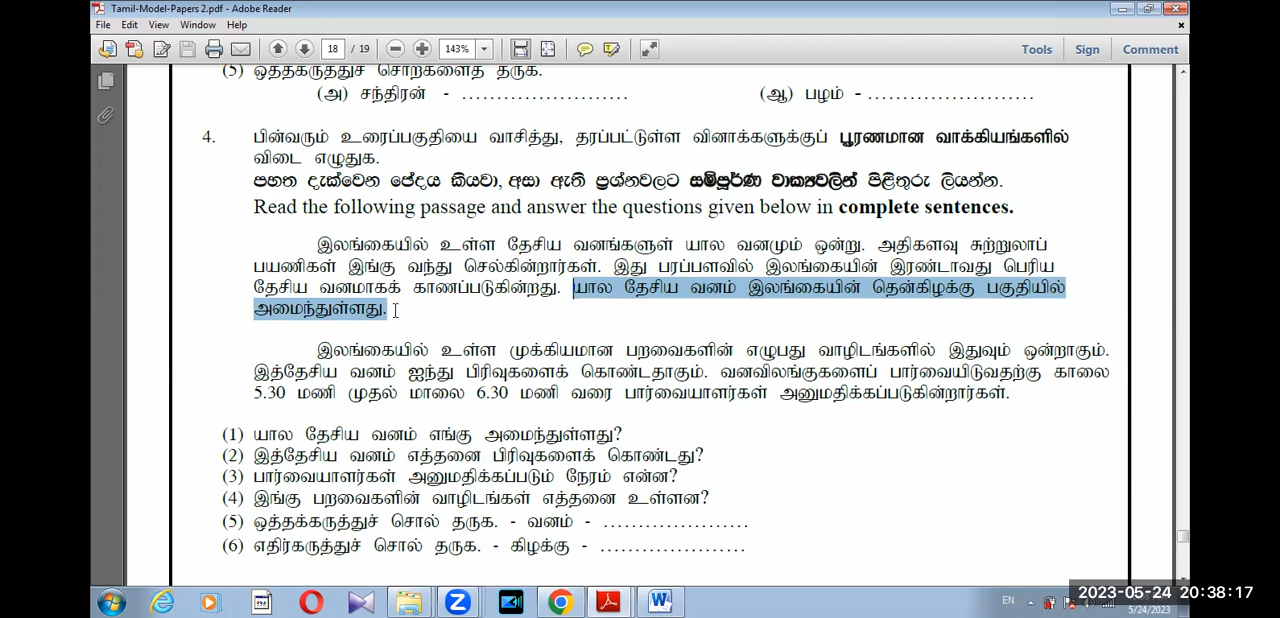 Tamil-Model-Papers 2.pdf - Adobe Reader
File Edit View Window Help
18 / 19 143% Tools Sign Comment
(5) ஒத்தகருத்துச் சொற்களைத் தருக.
(அ) சந்திரன் - ........................ (ஆ) பழம் - ........................
4. பின்வரும் உரைப்பகுதியை வாசித்து, தரப்பட்டுள்ள வினாக்களுக்குப் பூரணமான வாக்கியங்களில்
விடை எழுதுக.
පහත දැක්වෙන ඡේදය කියවා, අසා ඇති ප්‍රශ්නවලට සම්පූර්ණ වාක්‍යවලින් පිළිතුරු ලියන්න.
Read the following passage and answer the questions given below in complete sentences.
இலங்கையில் உள்ள தேசிய வனங்களுள் யால வனமும் ஒன்று. அதிகளவு சுற்றுலாப்
பயணிகள் இங்கு வந்து செல்கின்றார்கள். இது பரப்பளவில் இலங்கையின் இரண்டாவது பெரிய
தேசிய வனமாகக் காணப்படுகின்றது. யால தேசிய வனம் இலங்கையின் தென்கிழக்கு பகுதியில்
அமைந்துள்ளது.
இலங்கையில் உள்ள முக்கியமான பறவைகளின் எழுபது வாழிடங்களில் இதுவும் ஒன்றாகும்.
இத்தேசிய வனம் ஐந்து பிரிவுகளைக் கொண்டதாகும். வனவிலங்குகளைப் பார்வையிடுவதற்கு காலை
5.30 மணி முதல் மாலை 6.30 மணி வரை பார்வையாளர்கள் அனுமதிக்கப்படுகின்றார்கள்.
(1) யால தேசிய வனம் எங்கு அமைந்துள்ளது?
(2) இத்தேசிய வனம் எத்தனை பிரிவுகளைக் கொண்டது?
(3) பார்வையாளர்கள் அனுமதிக்கப்படும் நேரம் என்ன?
(4) இங்கு பறவைகளின் வாழிடங்கள் எத்தனை உள்ளன?
(5) ஒத்தக்கருத்துச் சொல் தருக. - வனம் - .....................
(6) எதிர்கருத்துச் சொல் தருக. - கிழக்கு - .....................
EN 2023-05-24 20:38:17
5/24/2023